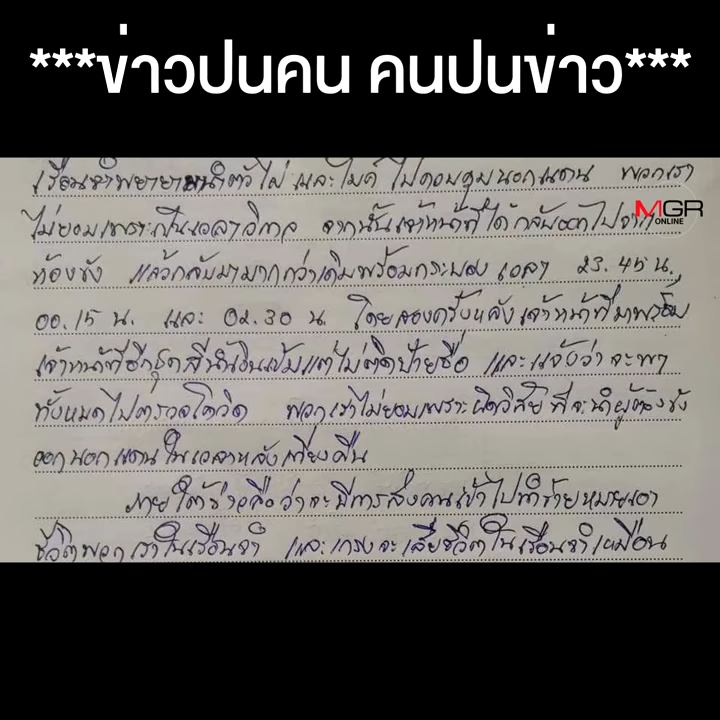 ***ข่าวปนคน คนปนข่าว***
เรือนจำพยายามนำตัวไผ่ และไมค์ ไปควบคุมนอกแดน พวกเรา
MGR
ONLINE
ไม่ยอมเพราะเป็นเวลาวิกาล จากนั้นเจ้าหน้าที่ได้กลับออกไปจาก
ห้องขัง แล้วกลับมามากกว่าเดิมพร้อมกระบอง เวลา 23.45 น.,
00.15 น. และ 02.30 น. โดยสองครั้งหลังเจ้าหน้าที่มาพร้อม
เจ้าหน้าที่อีกชุดสีน้ำเงินเข้มแต่ไม่ติดป้ายชื่อ และแจ้งว่าจะพา
ทั้งหมดไปตรวจโควิด พวกเราไม่ยอมเพราะผิดวิสัยที่จะนำผู้ต้องขัง
ออกนอกแดนในเวลาหลังเที่ยงคืน
ภายใต้ข่าวลือว่าจะมีการส่งคนเข้าไปทำร้ายหมายเอา
ชีวิตพวกเราในเรือนจำ และเกรงจะเสียชีวิตในเรือนจำเหมือน